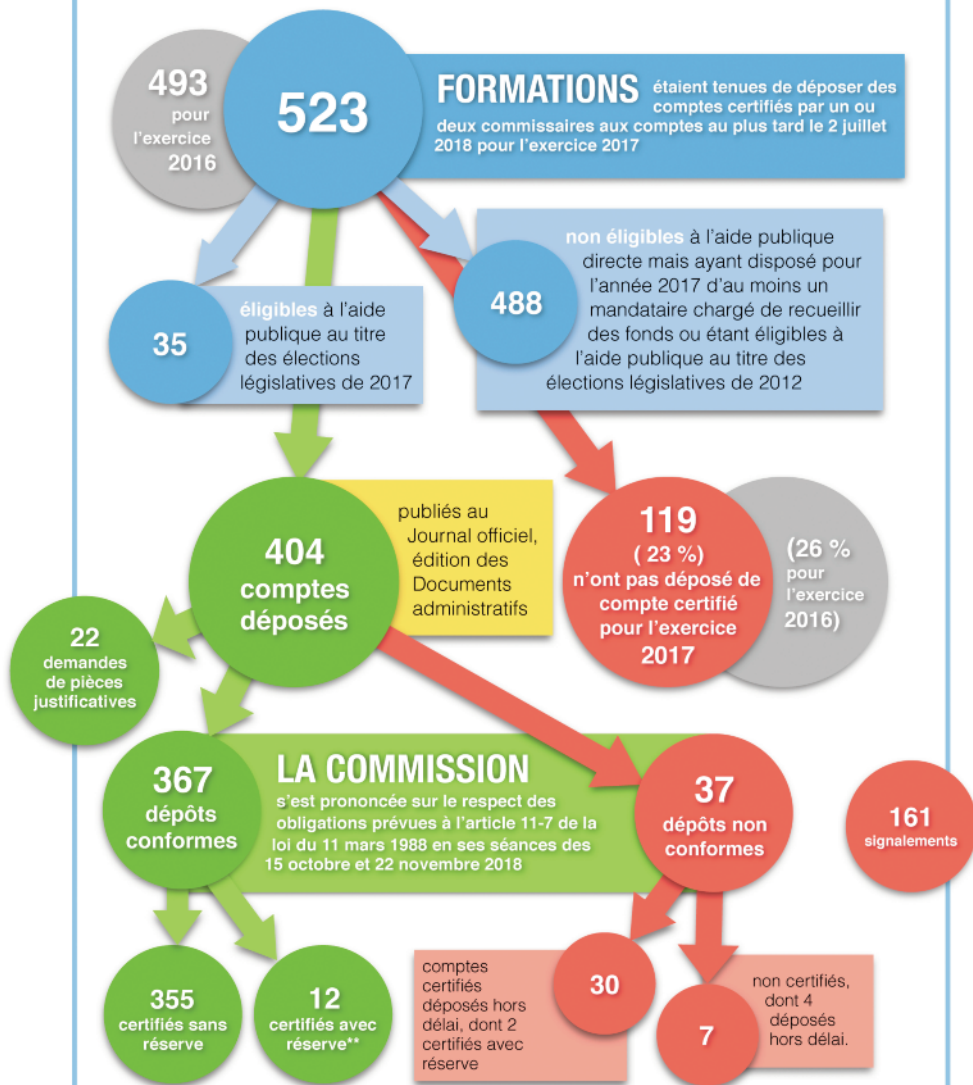 493
pour
l'exercice
2016
523
FORMATIONS étaient tenues de déposer des
comptes certifiés par un ou
deux commissaires aux comptes au plus tard le 2 juillet
2018 pour l'exercice 2017
35
éligibles à l'aide
publique au titre
des élections
législatives de 2017
488
non éligibles à l'aide publique
directe mais ayant disposé pour
l'année 2017 d'au moins un
mandataire chargé de recueillir
des fonds ou étant éligibles à
l'aide publique au titre des
élections législatives de 2012
404
comptes
déposés
publiés au
Journal officiel,
édition des
Documents
administratifs
119
( 23 %)
n'ont pas déposé de
compte certifié
pour l'exercice
2017
(26 %
pour
l'exercice
2016)
22
demandes
de pièces
justificatives
367
dépôts
conformes
LA COMMISSION
s'est prononcée sur le respect des
obligations prévues à l'article 11-7 de la
loi du 11 mars 1988 en ses séances des
15 octobre et 22 novembre 2018
37
dépôts non
conformes
161
signalements
355
certifiés sans
réserve
12
certifiés avec
réserve**
comptes
certifiés
déposés hors
délai, dont 2
certifiés avec
réserve
30
7
non certifiés,
dont 4
déposés
hors délai.